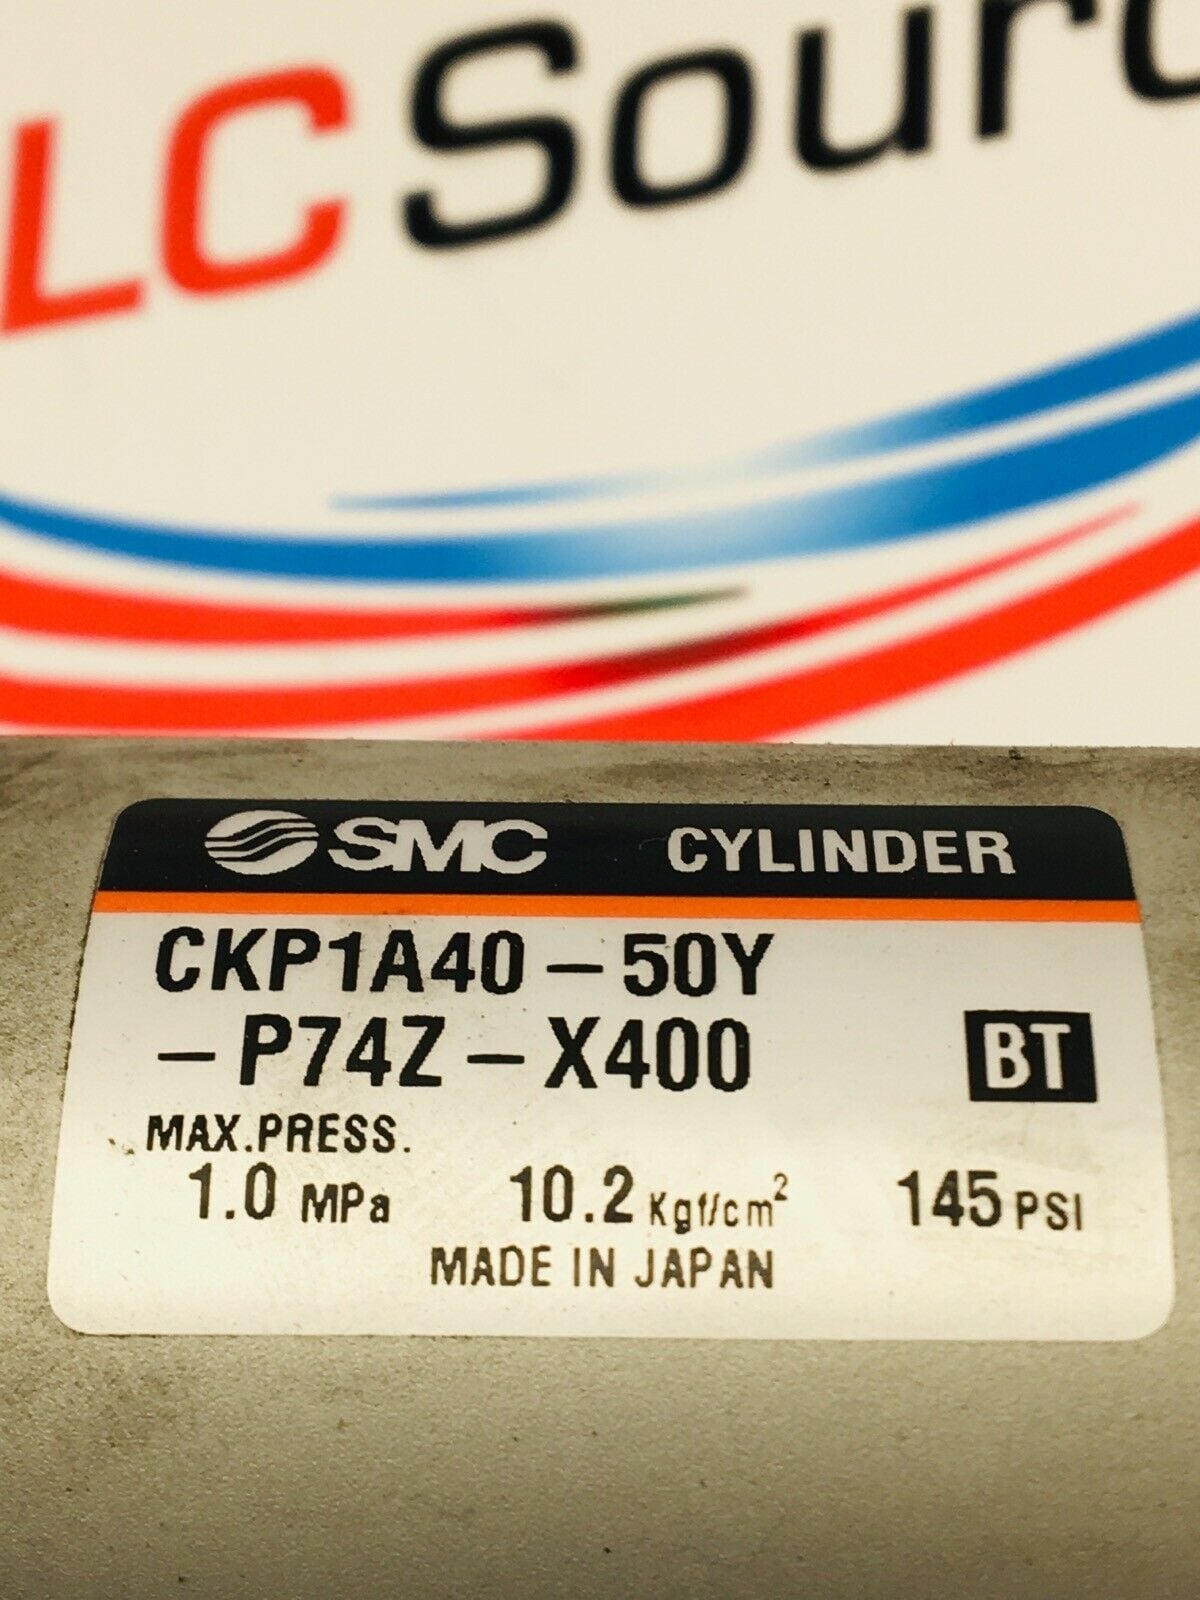 LC Sourc
SMC CYLINDER
CKP1A40-50Y
-P74Z-X400 BT
MAX.PRESS.
1.0 MPa 10.2 Kgf/cm² 145 PSI
MADE IN JAPAN